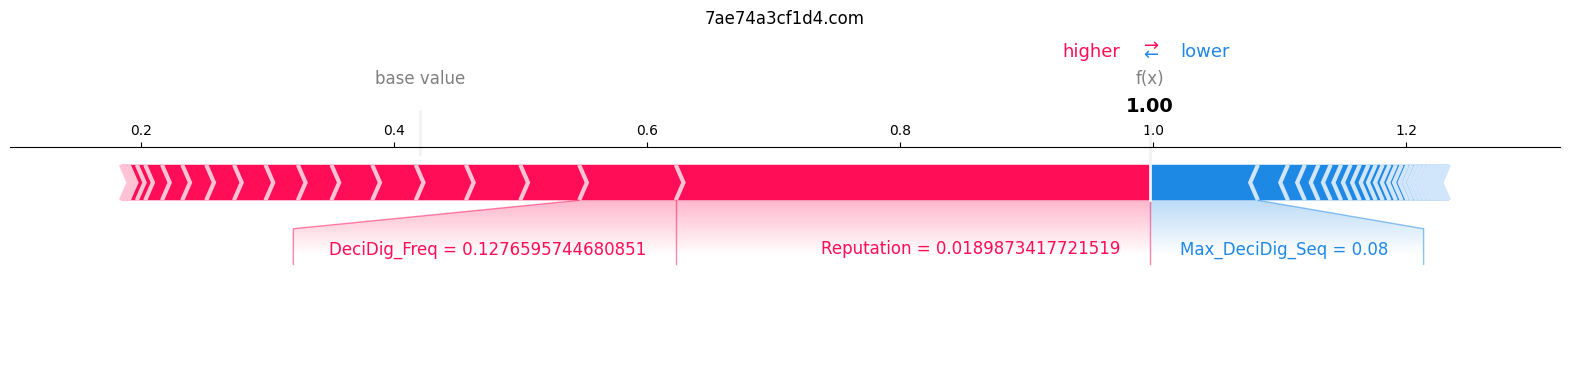 7ae74a3cf1d4.com
higher ⇄ lower
base value
f(x)
1.00
0.2 0.4 0.6 0.8 1.0 1.2
DeciDig_Freq = 0.1276595744680851
Reputation = 0.0189873417721519
Max_DeciDig_Seq = 0.08